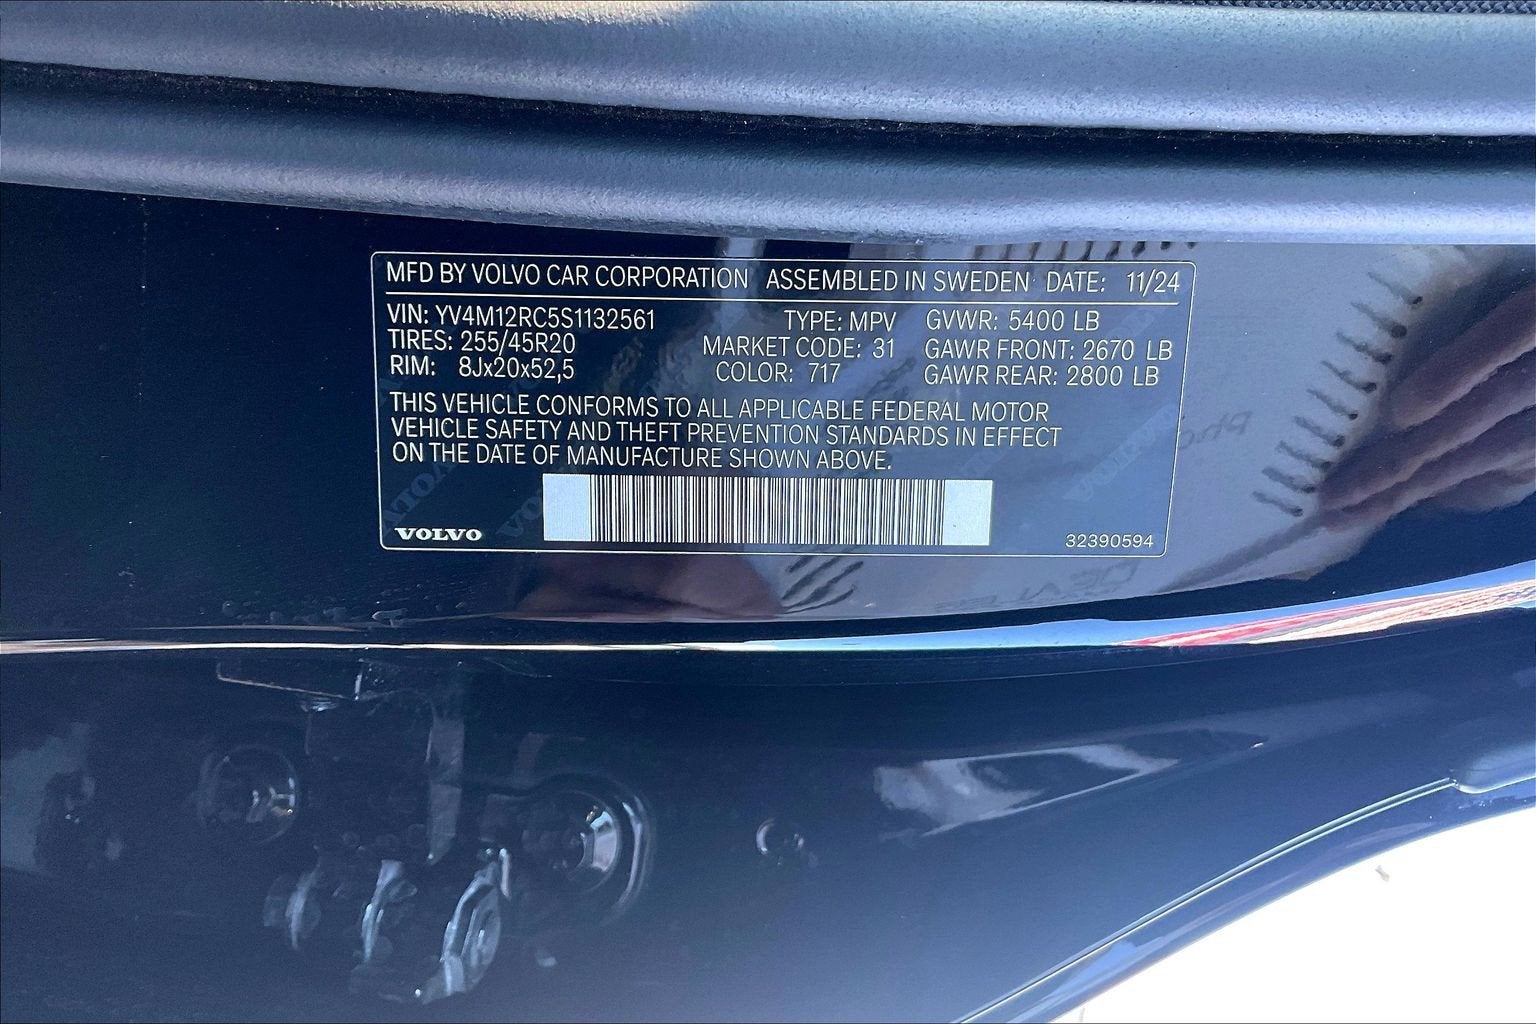 MFD BY VOLVO CAR CORPORATION ASSEMBLED IN SWEDEN DATE: 11/24
VIN: YV4M12RC5S1132561 TYPE: MPV GVWR: 5400 LB
TIRES: 255/45R20 MARKET CODE: 31 GAWR FRONT: 2670 LB
RIM: 8Jx20x52,5 COLOR: 717 GAWR REAR: 2800 LB
THIS VEHICLE CONFORMS TO ALL APPLICABLE FEDERAL MOTOR
VEHICLE SAFETY AND THEFT PREVENTION STANDARDS IN EFFECT
ON THE DATE OF MANUFACTURE SHOWN ABOVE.
VOLVO
32390594